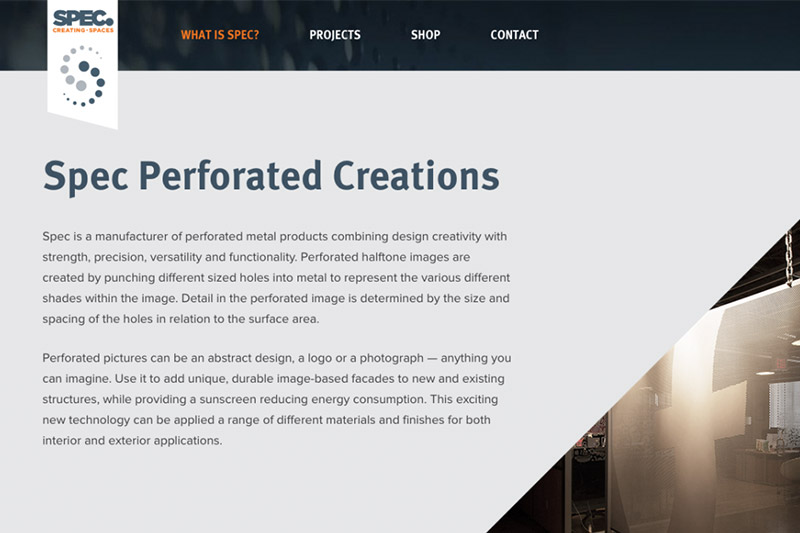 SPEC.
CREATING SPACES
WHAT IS SPEC?
PROJECTS
SHOP
CONTACT
Spec Perforated Creations
Spec is a manufacturer of perforated metal products combining design creativity with
strength, precision, versatility and functionality. Perforated halftone images are
created by punching different sized holes into metal to represent the various different
shades within the image. Detail in the perforated image is determined by the size and
spacing of the holes in relation to the surface area.
Perforated pictures can be an abstract design, a logo or a photograph — anything you
can imagine. Use it to add unique, durable image-based facades to new and existing
structures, while providing a sunscreen reducing energy consumption. This exciting
new technology can be applied a range of different materials and finishes for both
interior and exterior applications.